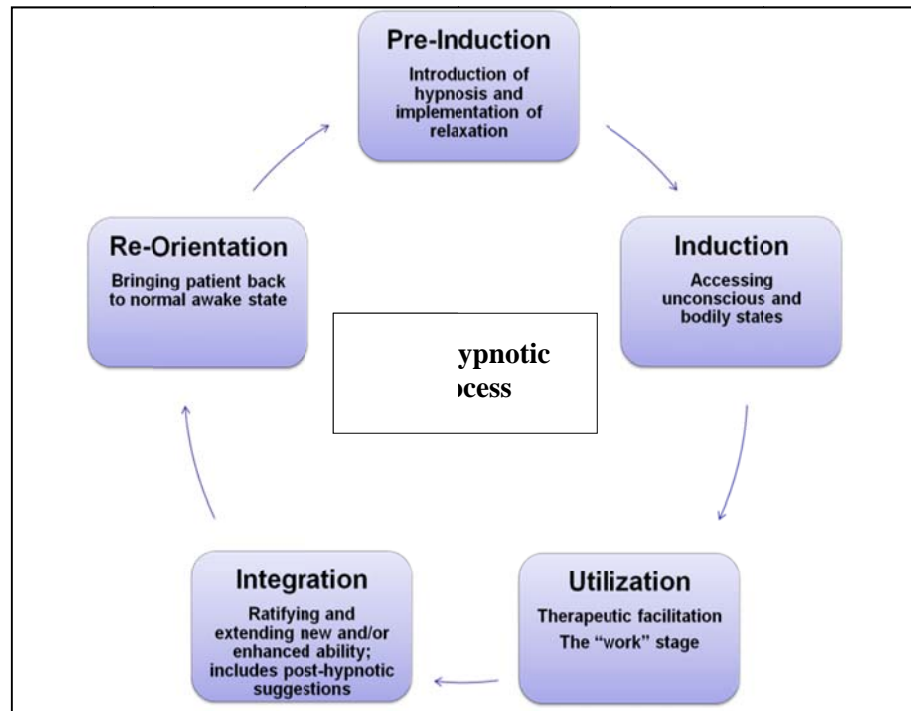 Pre-Induction
Introduction of
hypnosis and
implementation of
relaxation
Induction
Accessing
unconscious and
bodily states
Utilization
Therapeutic facilitation
The “work” stage
Integration
Ratifying and
extending new and/or
enhanced ability;
includes post-hypnotic
suggestions
Re-Orientation
Bringing patient back
to normal awake state
ypnotic
ocess